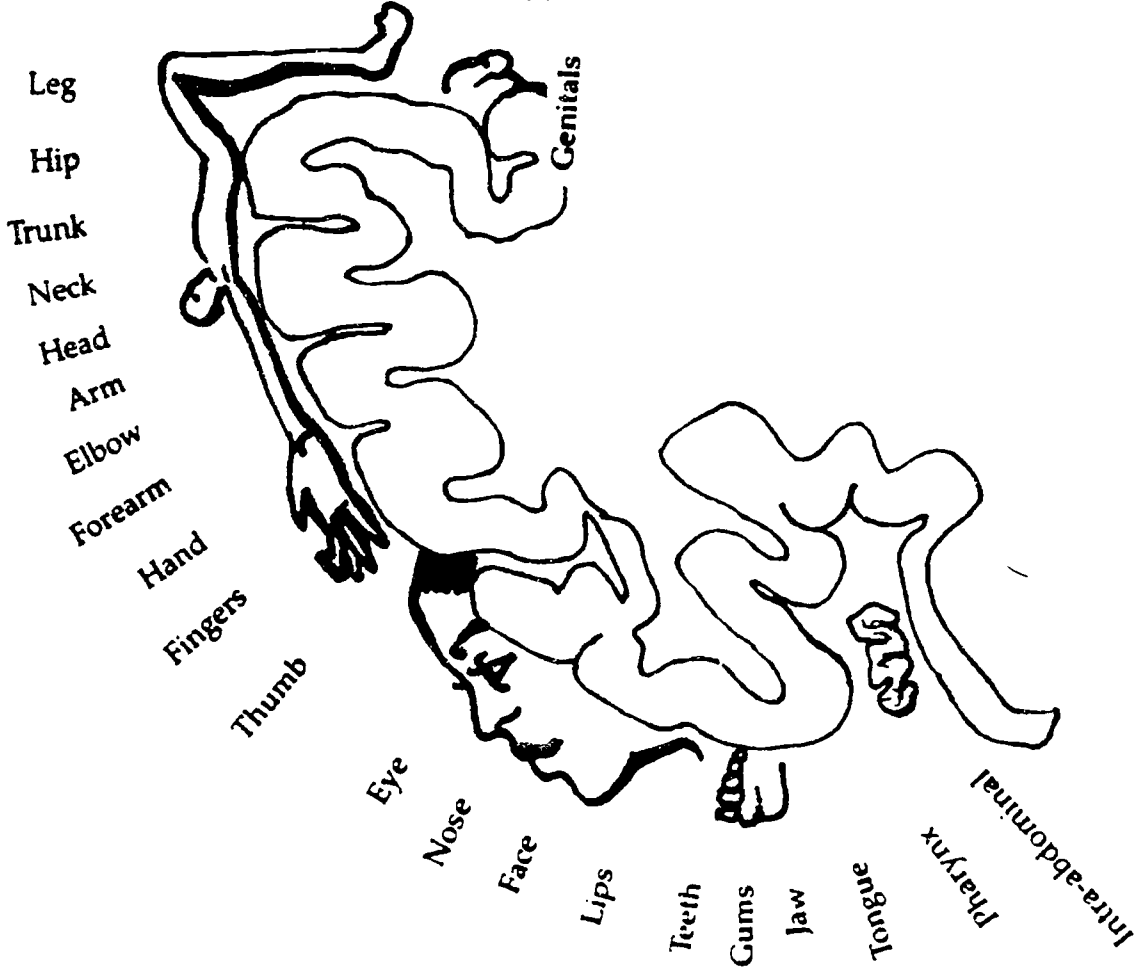 Genitals
Leg
Hip
Trunk
Neck
Head
Arm
Elbow
Forearm
Hand
Fingers
Thumb
Eye
Nose
Face
Lips
Teeth
Gums
Jaw
Tongue
Pharynx
Intra-abdominal